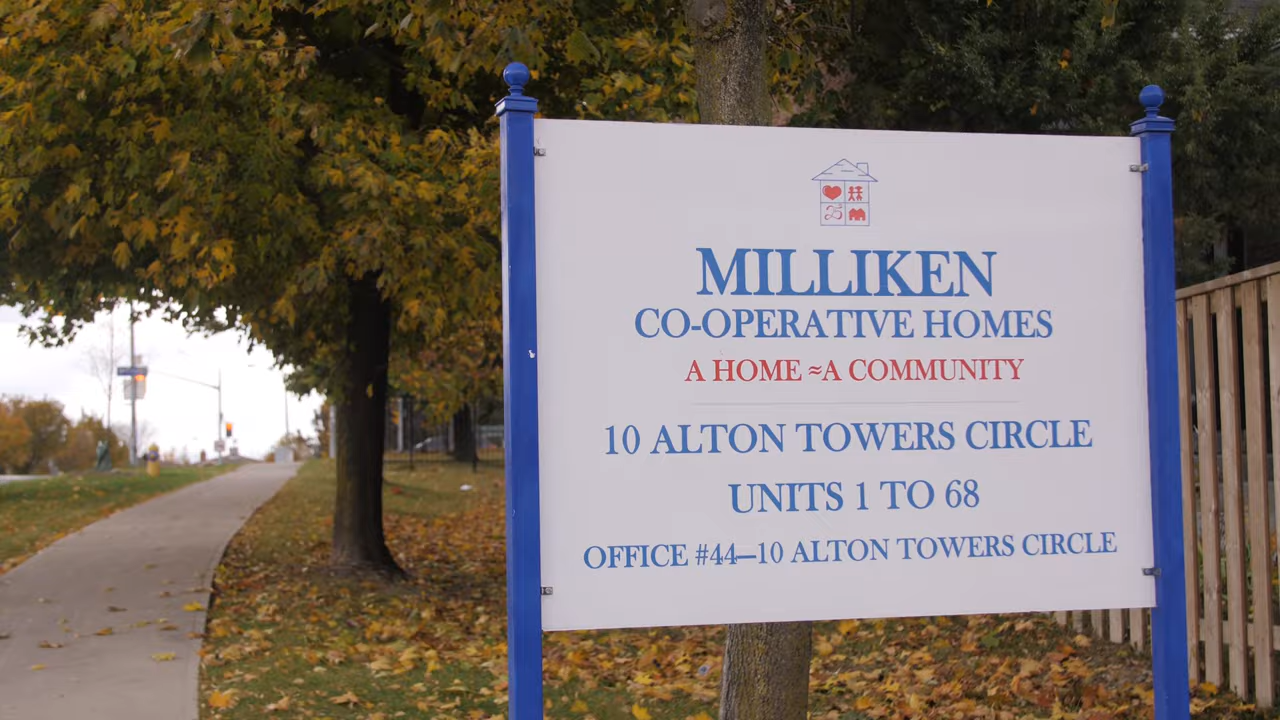 MILLIKEN
CO-OPERATIVE HOMES
A HOME ≈A COMMUNITY
10 ALTON TOWERS CIRCLE
UNITS 1 TO 68
OFFICE #44—10 ALTON TOWERS CIRCLE